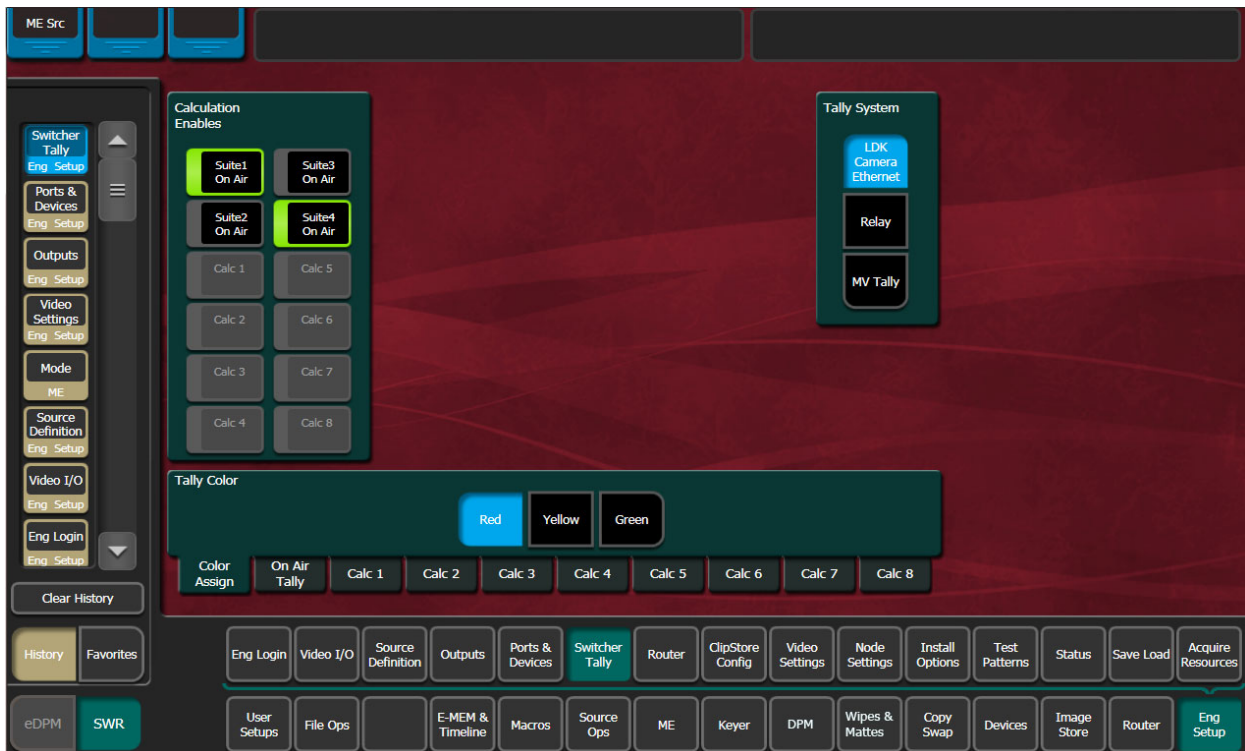 ME Src
Switcher
Tally
Eng Setup
Ports &
Devices
Eng Setup
Outputs
Eng Setup
Video
Settings
Eng Setup
Mode
ME
Source
Definition
Eng Setup
Video I/O
Eng Setup
Eng Login
Eng Setup
Clear History
History
Favorites
eDPM
SWR
Calculation
Enables
Suite1
On Air
Suite3
On Air
Suite2
On Air
Suite4
On Air
Calc 1
Calc 5
Calc 2
Calc 6
Calc 3
Calc 7
Calc 4
Calc 8
Tally System
LDK
Camera
Ethernet
Relay
MV Tally
Tally Color
Red
Yellow
Green
Color
Assign
On Air
Tally
Calc 1
Calc 2
Calc 3
Calc 4
Calc 5
Calc 6
Calc 7
Calc 8
Eng Login
Video I/O
Source
Definition
Outputs
Ports &
Devices
Switcher
Tally
Router
ClipStore
Config
Video
Settings
Node
Settings
Install
Options
Test
Patterns
Status
Save Load
Acquire
Resources
User
Setups
File Ops
E-MEM &
Timeline
Macros
Source
Ops
ME
Keyer
DPM
Wipes &
Mattes
Copy
Swap
Devices
Image
Store
Router
Eng
Setup